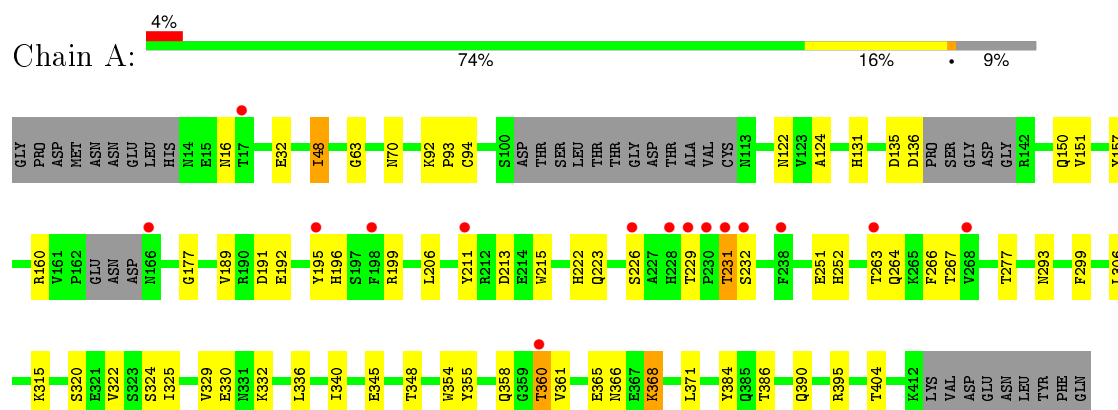 4%
Chain A:
74% 16% • 9%
GLY PRO ASP MET ASN ASN GLU LEU HIS N14 E15 N16 T17 E32 I48 G63 N70 K92 P93 C94 S100 ASP THR SER LEU THR THR GLY ASP THR ALA VAL CYS N113 N122 V123 A124 H131 D135 D136 PRO SER GLY ASP GLY R142 Q150 V151 Y157
R160 V161 P162 GLU ASN ASP N166 G177 V189 R190 D191 E192 Y195 H196 S197 F198 R199 L206 Y211 R212 D213 E214 W215 H222 Q223 S226 A227 H228 T229 P230 T231 S232 F238 E251 H252 T263 Q264 K265 F266 T267 V268 T277 N293 F299 L306
K315 S320 E321 V322 S323 S324 I325 V329 E330 N331 K332 L336 I340 E345 T348 W354 Y355 Q358 G359 T360 V361 E365 N366 E367 K368 L371 Y384 Q385 T386 Q390 R395 T404 K412 LYS VAL ASP GLU ASN LEU TYR PHE GLN